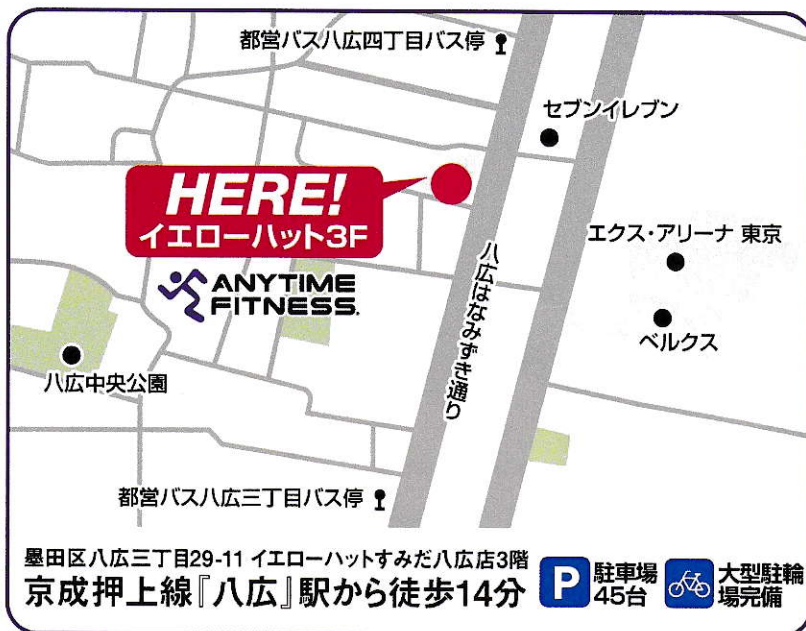 都営バス八広四丁目バス停
セブンイレブン
HERE!
イエローハット3F
エクス・アリーナ 東京
ANYTIME
FITNESS.
八広はなみずき通り
ベルクス
八広中央公園
都営バス八広三丁目バス停
墨田区八広三丁目29-11 イエローハットすみだ八広店3階
京成押上線『八広』駅から徒歩14分
P
駐車場
45台
大型駐輪
場完備